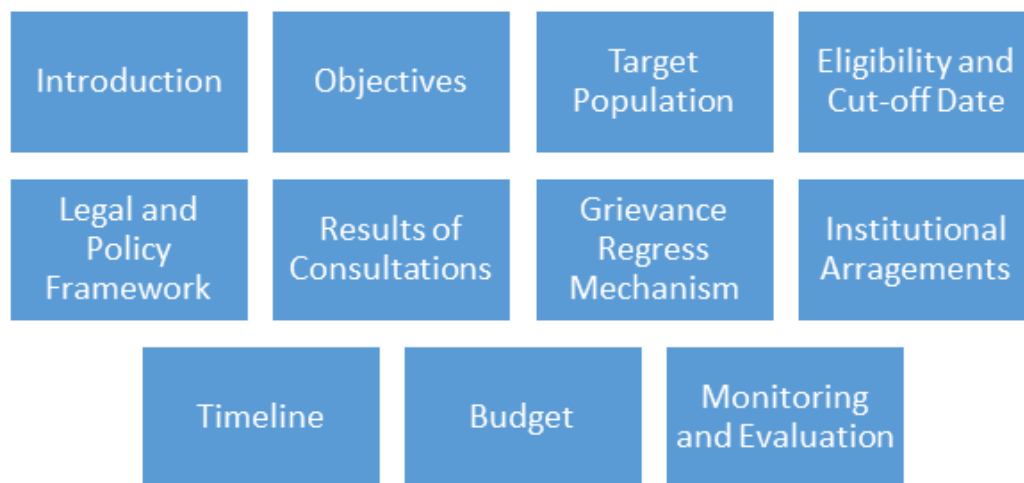 Introduction
Objectives
Target
Population
Eligibility and
Cut-off Date
Legal and
Policy
Framework
Results of
Consultations
Grievance
Regress
Mechanism
Institutional
Arragements
Timeline
Budget
Monitoring
and Evaluation